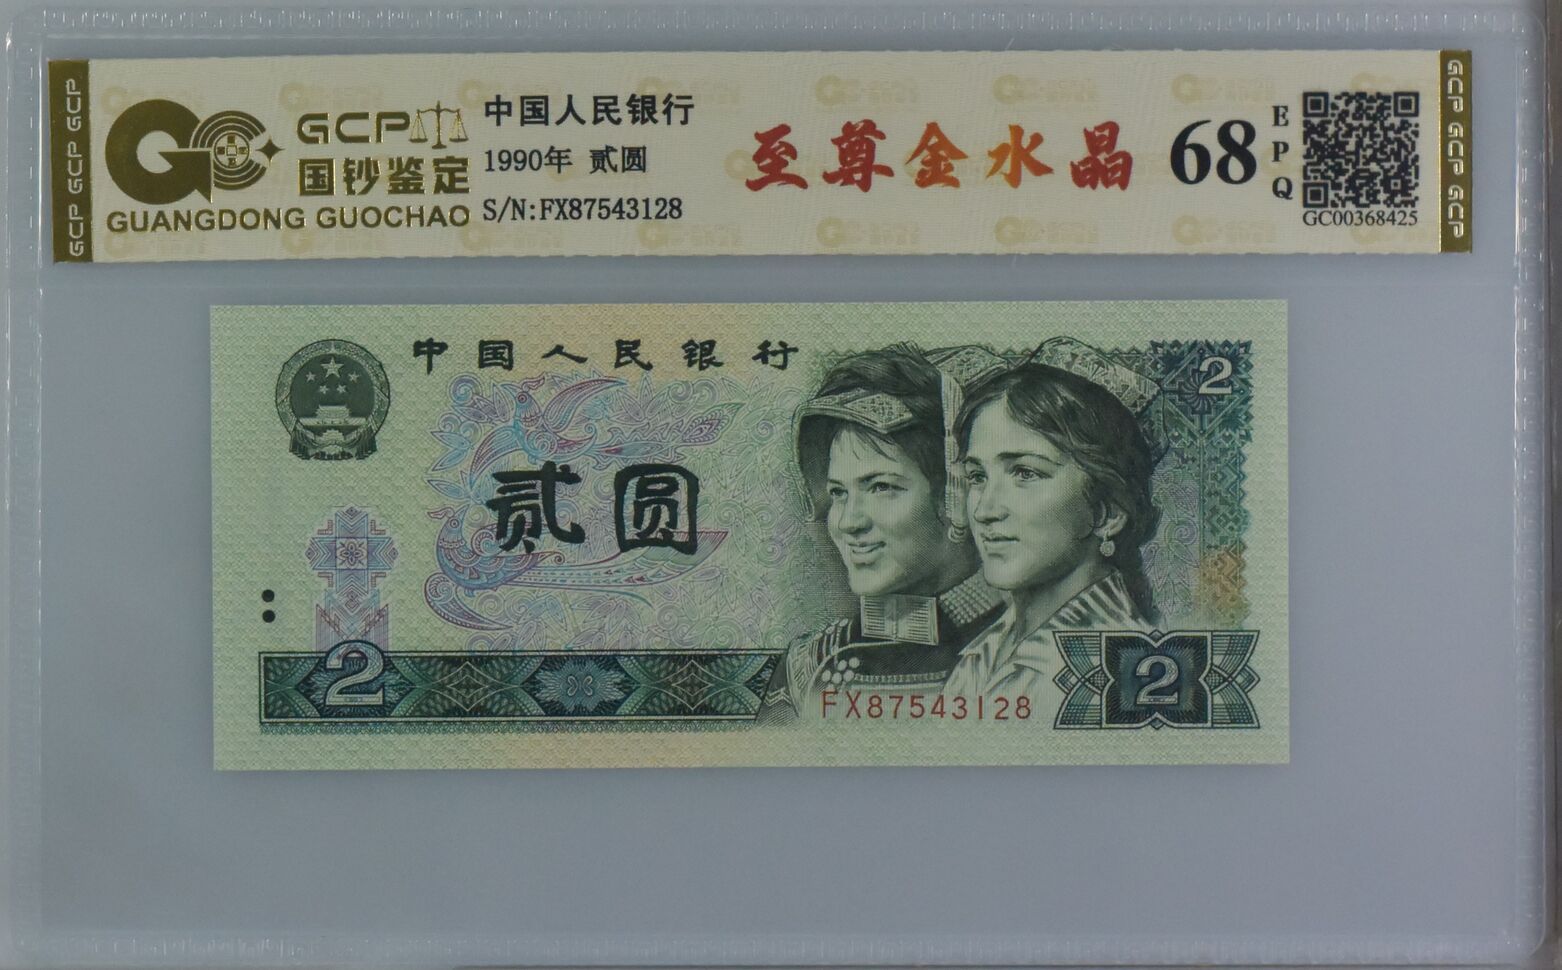 GCP GCP GCP
GCP
国钞鉴定
GUANGDONG GUOCHAO
中国人民银行
1990年 贰圆
S/N:FX87543128
至尊金水晶
68
EPQ
GC00368425
GCP GCP GCP GCP
中国人民银行
2
贰圆
2
FX87543128
2